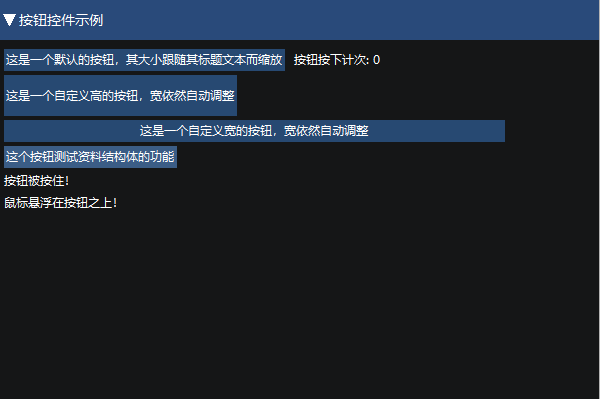 ▼ 按钮控件示例
这是一个默认的按钮，其大小跟随其标题文本而缩放 按钮按下计次: 0
这是一个自定义高的按钮，宽依然自动调整
这是一个自定义宽的按钮，宽依然自动调整
这个按钮测试资料结构体的功能
按钮被按住！
鼠标悬浮在按钮之上！